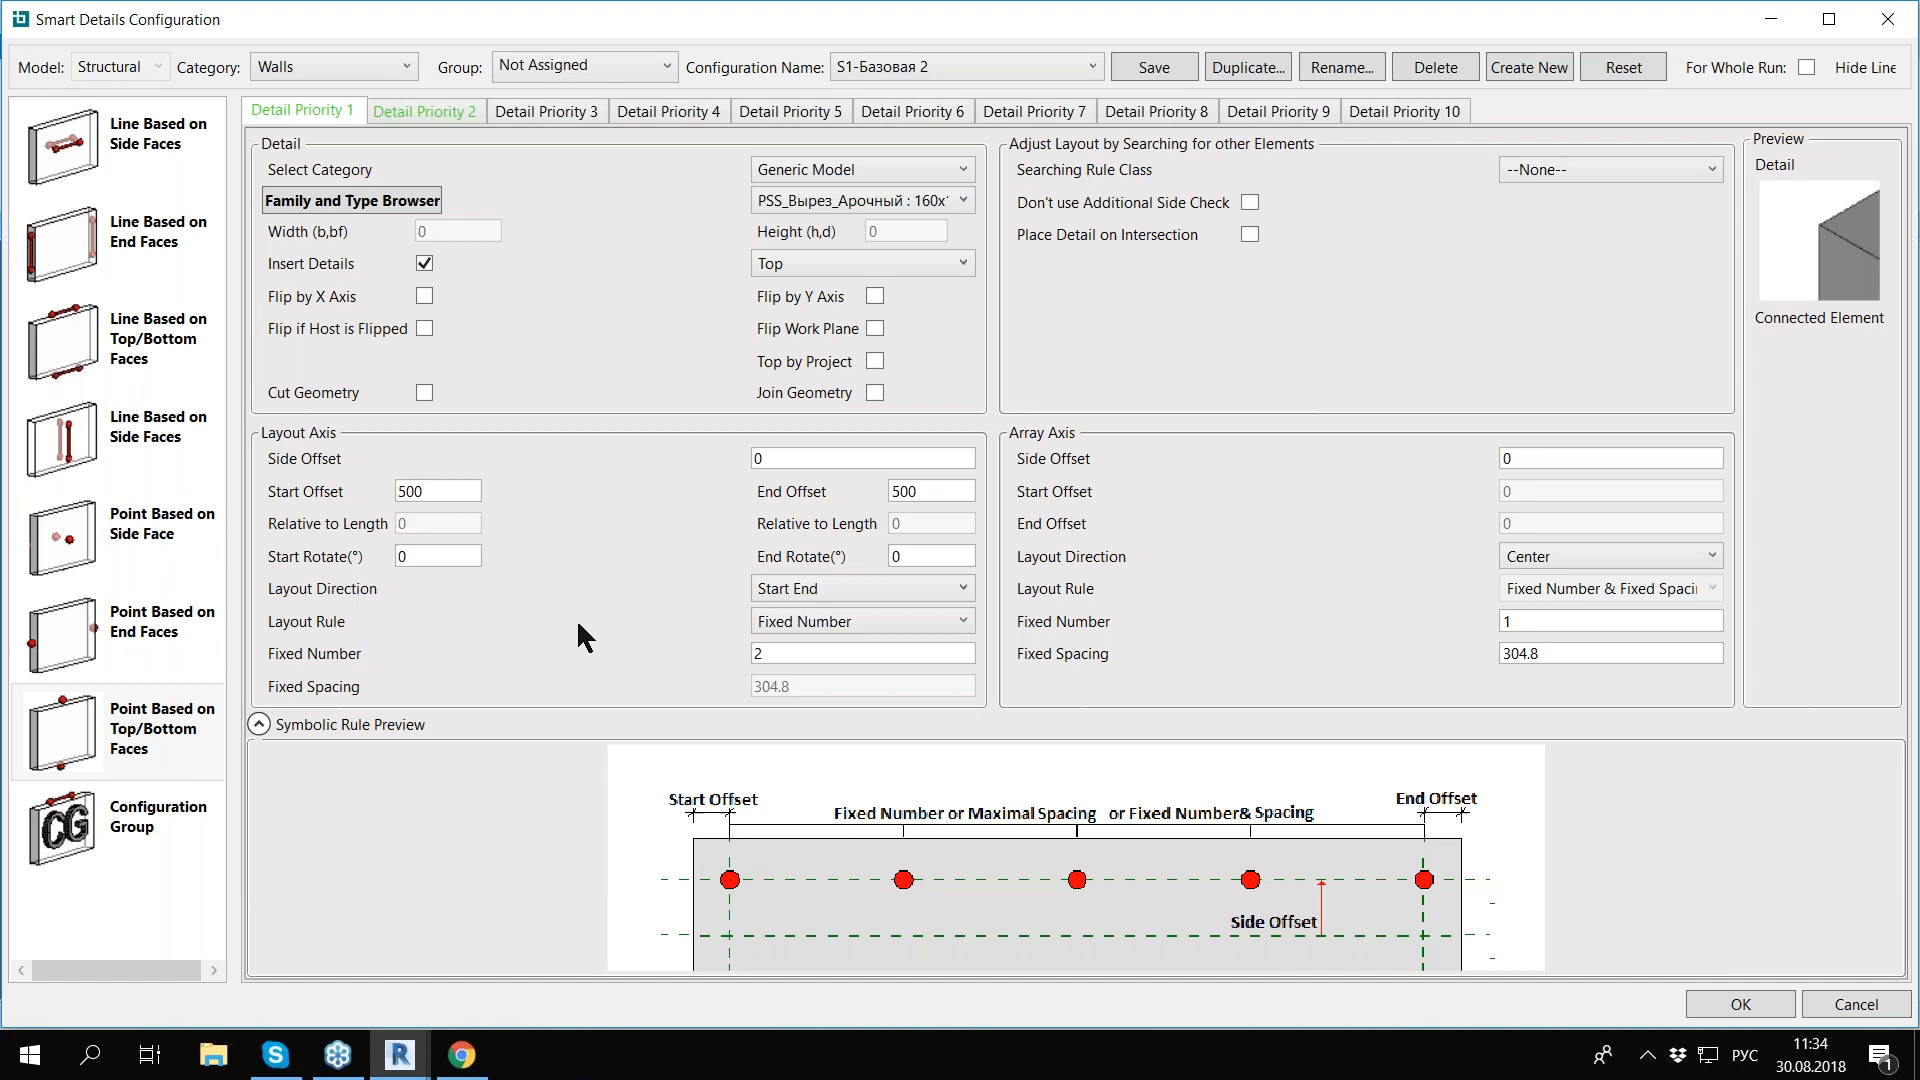 Smart Details Configuration
Model: Structural Category: Walls Group: Not Assigned Configuration Name: S1-Базовая 2 Save Duplicate... Rename... Delete Create New Reset For Whole Run: Hide Line
Detail Priority 1 Detail Priority 2 Detail Priority 3 Detail Priority 4 Detail Priority 5 Detail Priority 6 Detail Priority 7 Detail Priority 8 Detail Priority 9 Detail Priority 10
Line Based on
Side Faces
Line Based on
End Faces
Line Based on
Top/Bottom
Faces
Line Based on
Side Faces
Point Based on
Side Face
Point Based on
End Faces
Point Based on
Top/Bottom
Faces
CG
Configuration
Group
Detail
Select Category Generic Model
Family and Type Browser PSS_Вырез_Арочный : 160x
Width (b,bf) 0 Height (h,d) 0
Insert Details Top
Flip by X Axis Flip by Y Axis
Flip if Host is Flipped Flip Work Plane
Top by Project
Cut Geometry Join Geometry
Adjust Layout by Searching for other Elements
Searching Rule Class --None--
Don't use Additional Side Check
Place Detail on Intersection
Preview
Detail
Connected Element
Layout Axis
Side Offset 0
Start Offset 500 End Offset 500
Relative to Length 0 Relative to Length 0
Start Rotate(°) 0 End Rotate(°) 0
Layout Direction Start End
Layout Rule Fixed Number
Fixed Number 2
Fixed Spacing 304.8
Array Axis
Side Offset 0
Start Offset 0
End Offset 0
Layout Direction Center
Layout Rule Fixed Number & Fixed Spaci
Fixed Number 1
Fixed Spacing 304.8
Symbolic Rule Preview
Start Offset Fixed Number or Maximal Spacing or Fixed Number& Spacing End Offset
Side Offset
OK Cancel
РУС 11:34
30.08.2018
1